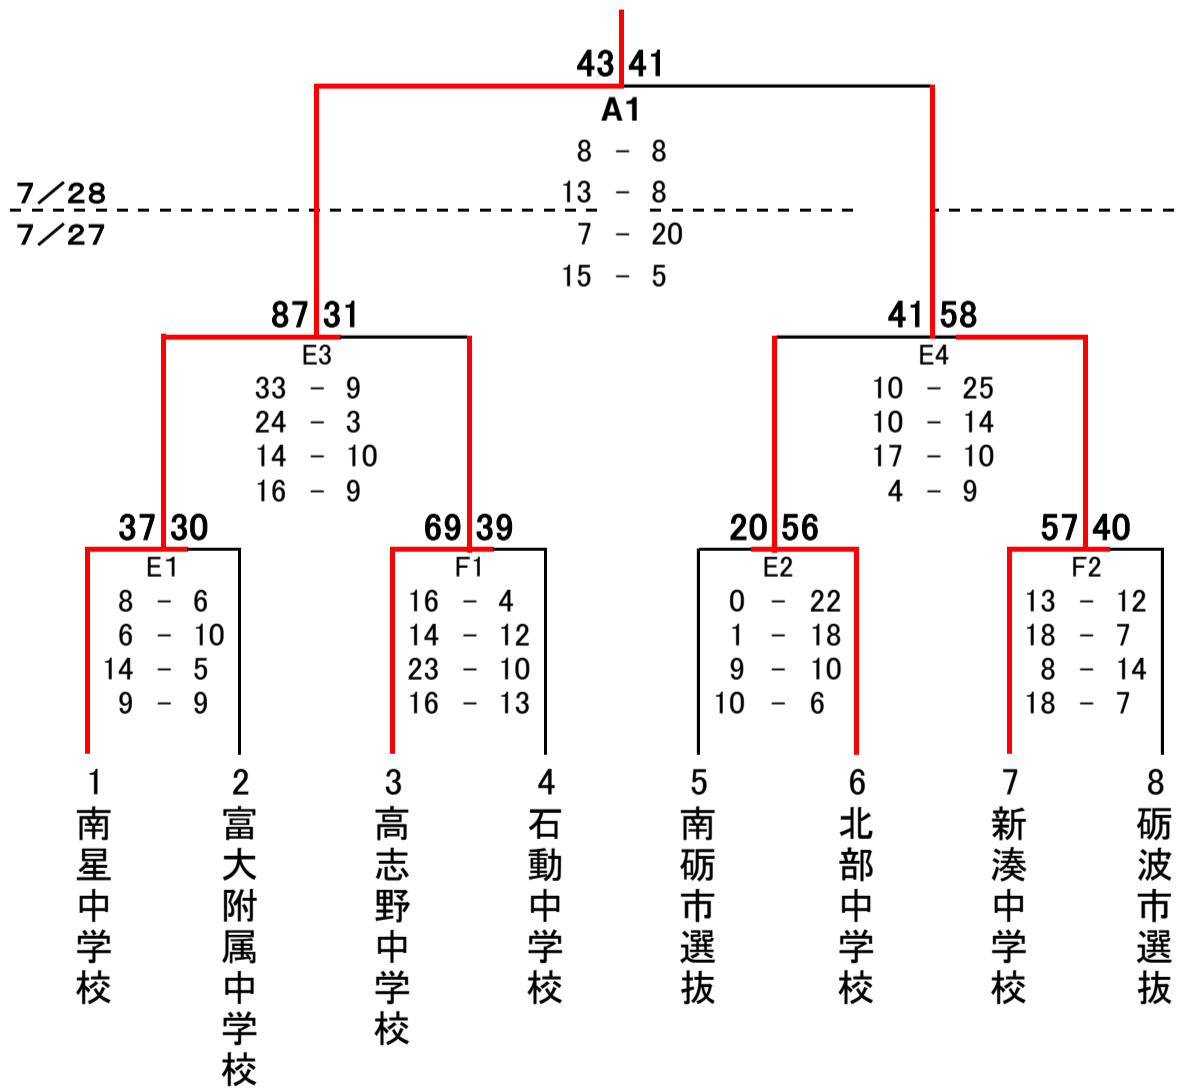 43 41
A1
8 - 8
13 - 8
7 - 20
15 - 5
7／28
7／27
87 31
E3
33 - 9
24 - 3
14 - 10
16 - 9
41 58
E4
10 - 25
10 - 14
17 - 10
4 - 9
37 30
E1
8 - 6
6 - 10
14 - 5
9 - 9
69 39
F1
16 - 4
14 - 12
23 - 10
16 - 13
20 56
E2
0 - 22
1 - 18
9 - 10
10 - 6
57 40
F2
13 - 12
18 - 7
8 - 14
18 - 7
1
南星中学校
2
富大附属中学校
3
高志野中学校
4
石動中学校
5
南砺市選抜
6
北部中学校
7
新湊中学校
8
砺波市選抜